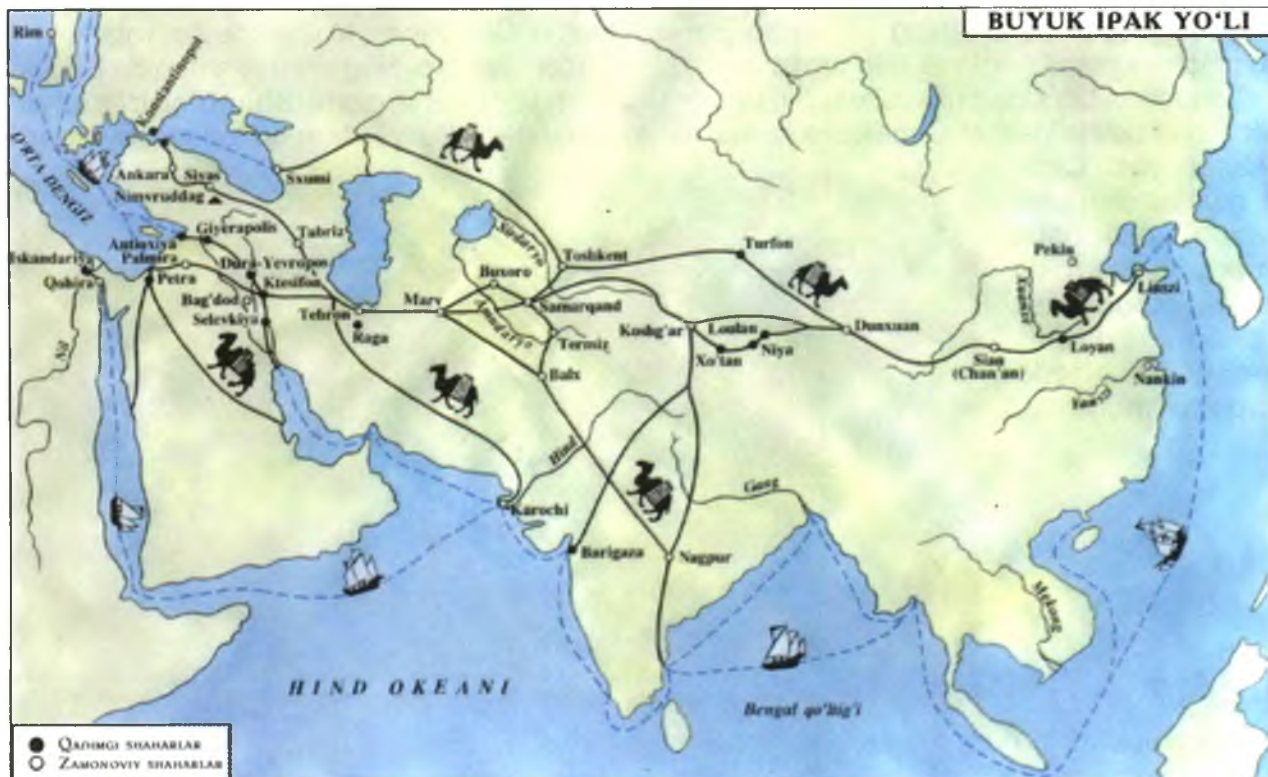 BUYUK IPAK YO‘LI
Rim
Konstantinopol
O‘RTA DENGIZ
Ankara
Sivas
Nimvruddag
Sxumi
Antioxiya
Giyerapolis
Tabriz
Iskandariya
Palmira
Dura-Yevropos
Qohira
Petra
Ktesifon
Bag‘dod
Selevkiya
Tehron
Raga
Nil
Marv
Buxoro
Sirdaryo
Amudaryo
Toshkent
Samarqand
Termiz
Balx
Turfon
Koshg‘ar
Loulan
Xo‘tan
Niya
Dunxuan
Pekin
Lianzi
Sian
(Chan’an)
Loyan
Nankin
Hind
Gang
Karochi
Barigaza
Nagpur
Mekong
HIND OKEANI
Bengal qo‘ltig‘i
QADIMGI SHAHARLAR
ZAMONOVIY SHAHARLAR